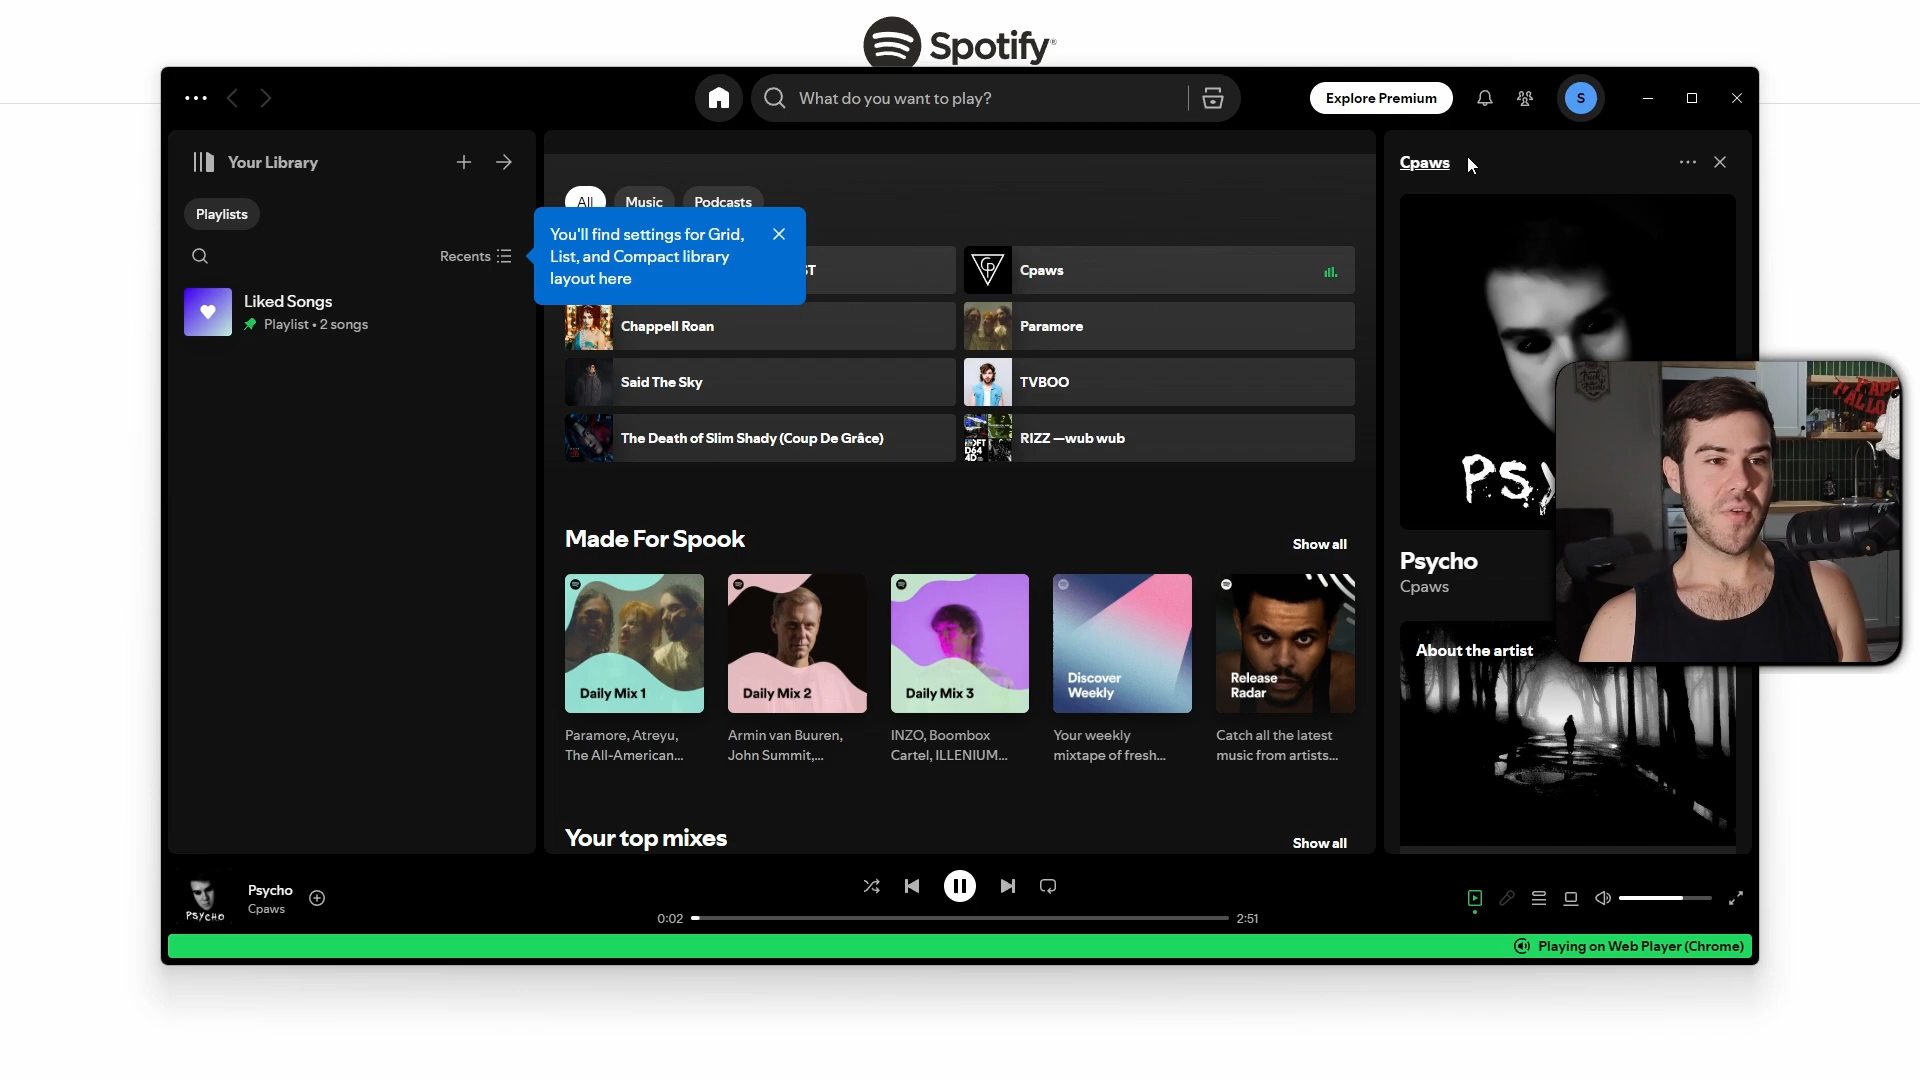 Spotify®
What do you want to play?
Explore Premium
S
Your Library
Playlists
Recents
Liked Songs
Playlist • 2 songs
All
Music
Podcasts
You'll find settings for Grid,
List, and Compact library
layout here
ST
Cpaws
Chappell Roan
Paramore
Said The Sky
TVBOO
The Death of Slim Shady (Coup De Grâce)
RIZZ —wub wub
Made For Spook
Show all
Daily Mix 1
Daily Mix 2
Daily Mix 3
Discover
Weekly
Release
Radar
Paramore, Atreyu,
The All-American...
Armin van Buuren,
John Summit,...
INZO, Boombox
Cartel, ILLENIUM...
Your weekly
mixtape of fresh...
Catch all the latest
music from artists...
Your top mixes
Show all
Cpaws
Psycho
Cpaws
About the artist
PSYCHO
Psycho
Cpaws
0:02
2:51
Playing on Web Player (Chrome)